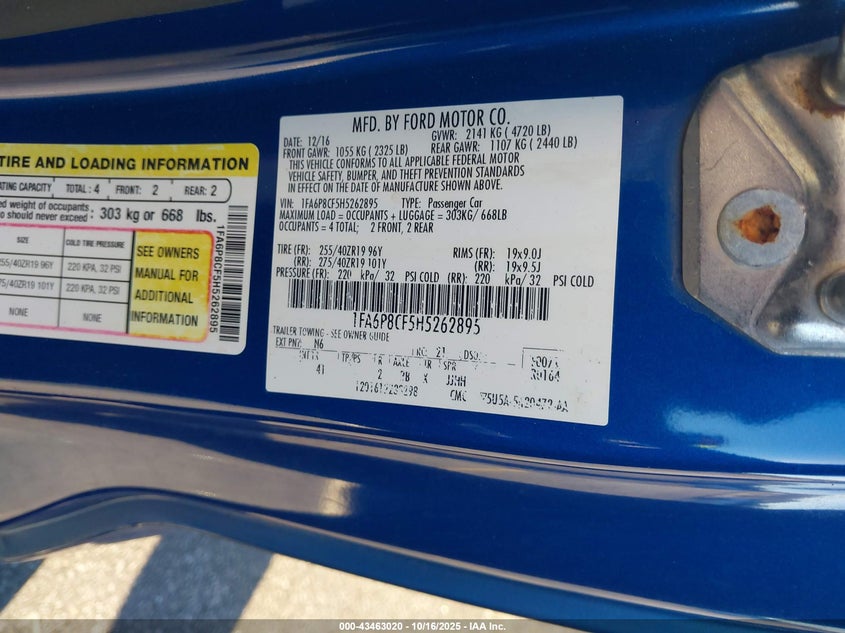 TIRE AND LOADING INFORMATION
ATING CAPACITY TOTAL : 4 FRONT: 2 REAR: 2
ed weight of occupants
o should never exceed : 303 kg or 668 lbs.
SIZE COLD TIRE PRESSURE
255/40ZR19 96Y 220 KPA, 32 PSI
275/40ZR19 101Y 220 KPA, 32 PSI
NONE NONE
SEE OWNERS
MANUAL FOR
ADDITIONAL
INFORMATION
1FA6P8CF5H5262895
MFD. BY FORD MOTOR CO.
DATE: 12/16 GVWR: 2141 KG ( 4720 LB)
FRONT GAWR: 1055 KG ( 2325 LB) REAR GAWR: 1107 KG ( 2440 LB)
THIS VEHICLE CONFORMS TO ALL APPLICABLE FEDERAL MOTOR
VEHICLE SAFETY, BUMPER, AND THEFT PREVENTION STANDARDS
IN EFFECT ON THE DATE OF MANUFACTURE SHOWN ABOVE.
VIN: 1FA6P8CF5H5262895 TYPE: Passenger Car
MAXIMUM LOAD = OCCUPANTS + LUGGAGE = 303KG/ 668LB
OCCUPANTS = 4 TOTAL; 2 FRONT, 2 REAR
TIRE (FR): 255/40ZR19 96Y RIMS (FR): 19x9.0J
(RR): 275/40ZR19 101Y (RR): 19x9.5J
PRESSURE (FR): 220 kPa/ 32 PSI COLD (RR): 220 kPa/ 32 PSI COLD
1FA6P8CF5H5262895
TRAILER TOWING - SEE OWNER GUIDE
EXT PNT: N6
41 2
000-43463020 - 10/16/2025 - IAA Inc.